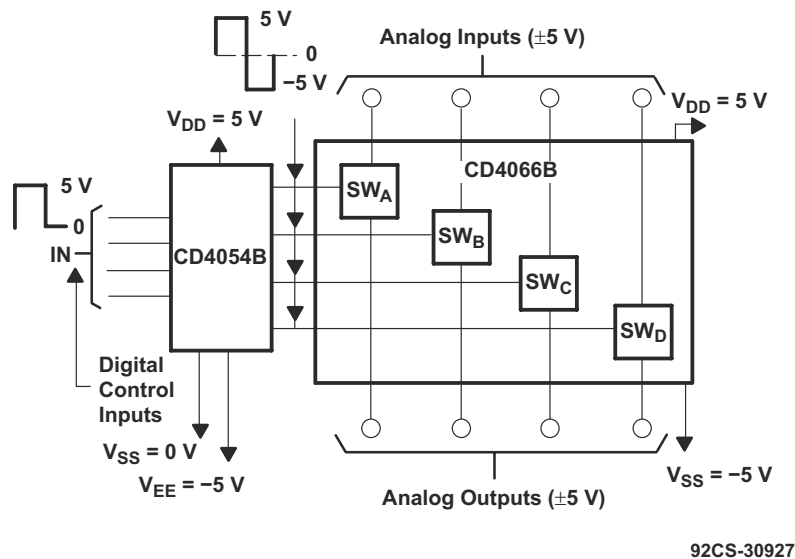 5 V
0
−5 V
Analog Inputs (±5 V)
V_DD = 5 V
V_DD = 5 V
5 V
0
IN
CD4054B
CD4066B
SW_A
SW_B
SW_C
SW_D
Digital
Control
Inputs
V_SS = 0 V
V_EE = −5 V
Analog Outputs (±5 V)
V_SS = −5 V
92CS-30927